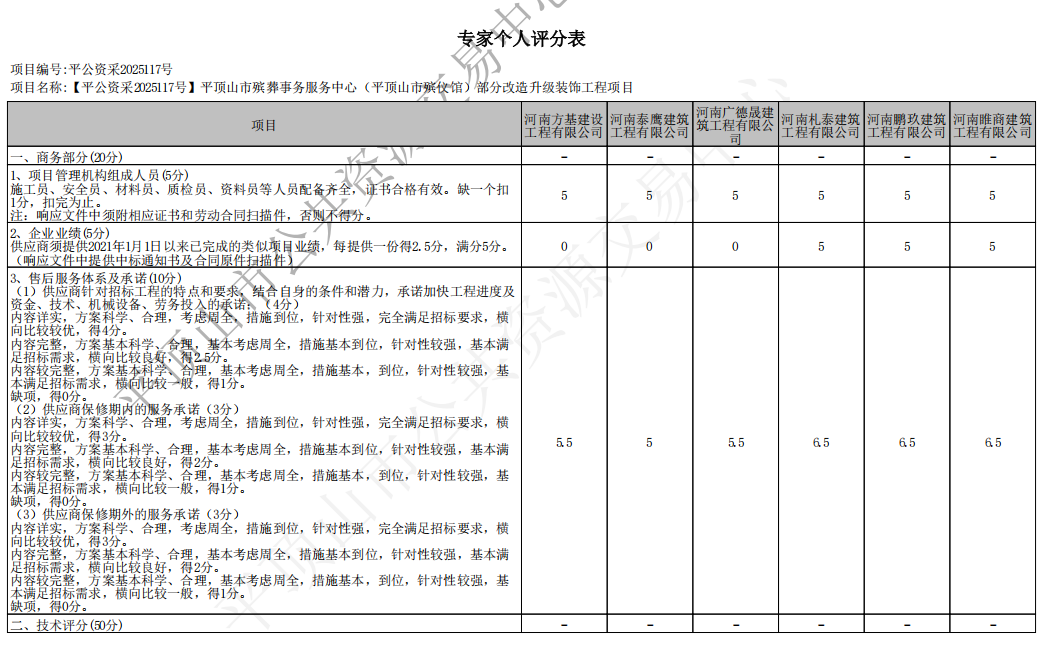 专家个人评分表
项目编号:平公资采2025117号
项目名称:【平公资采2025117号】平顶山市殡葬事务服务中心（平顶山市殡仪馆）部分改造升级装饰工程项目
项目
河南方基建设工程有限公司
河南泰鹰建筑工程有限公司
河南广德晟建筑工程有限公司
河南札泰建筑工程有限公司
河南鹏玖建筑工程有限公司
河南睢商建筑工程有限公司
一、商务部分(20分) – – – – – –
1、项目管理机构组成人员(5分)
施工员、安全员、材料员、质检员、资料员等人员配备齐全，证书合格有效。缺一个扣
1分，扣完为止。
注：响应文件中须附相应证书和劳动合同扫描件，否则不得分。
5 5 5 5 5 5
2、企业业绩(5分)
供应商须提供2021年1月1日以来已完成的类似项目业绩，每提供一份得2.5分，满分5分。
（响应文件中提供中标通知书及合同原件扫描件）
0 0 0 5 5 5
3、售后服务体系及承诺(10分)
（1）供应商针对招标工程的特点和要求，结合自身的条件和潜力，承诺加快工程进度及
资金、技术、机械设备、劳务投入的承诺；（4分）
内容详实，方案科学、合理，考虑周全，措施到位，针对性强，完全满足招标要求，横
向比较较优，得4分。
内容完整，方案基本科学、合理，基本考虑周全，措施基本到位，针对性较强，基本满
足招标需求，横向比较良好，得2.5分。
内容较完整，方案基本科学、合理，基本考虑周全，措施基本，到位，针对性较强，基
本满足招标需求，横向比较一般，得1分。
缺项，得0分。
（2）供应商保修期内的服务承诺（3分）
内容详实，方案科学、合理，考虑周全，措施到位，针对性强，完全满足招标要求，横
向比较较优，得3分。
内容完整，方案基本科学、合理，基本考虑周全，措施基本到位，针对性较强，基本满
足招标需求，横向比较良好，得2分。
内容较完整，方案基本科学、合理，基本考虑周全，措施基本，到位，针对性较强，基
本满足招标需求，横向比较一般，得1分。
缺项，得0分。
（3）供应商保修期外的服务承诺（3分）
内容详实，方案科学、合理，考虑周全，措施到位，针对性强，完全满足招标要求，横
向比较较优，得3分。
内容完整，方案基本科学、合理，基本考虑周全，措施基本到位，针对性较强，基本满
足招标需求，横向比较良好，得2分。
内容较完整，方案基本科学、合理，基本考虑周全，措施基本，到位，针对性较强，基
本满足招标需求，横向比较一般，得1分。
缺项，得0分。
5.5 5 5.5 6.5 6.5 6.5
二、技术评分(50分) – – – – – –
平顶山市公共资源交易中心
平顶山市公共资源交易中心